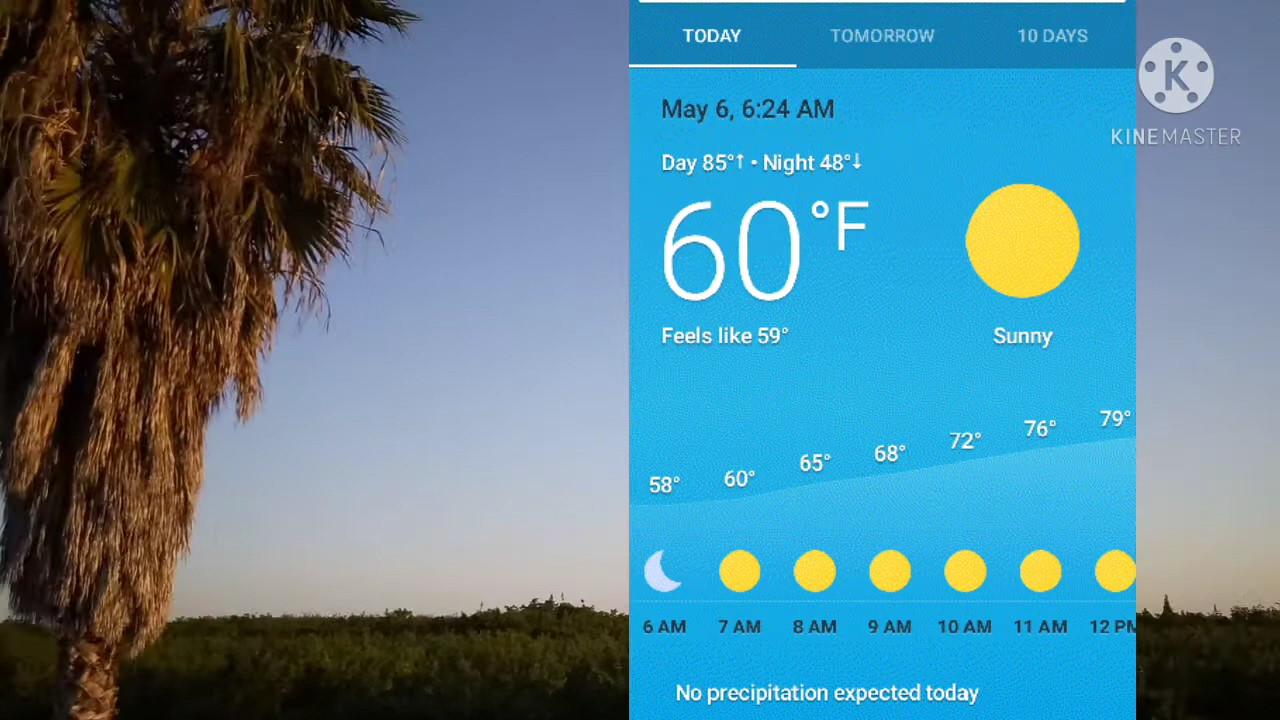 TODAY TOMORROW 10 DAYS
May 6, 6:24 AM
K
KINEMASTER
Day 85°↑ • Night 48°↓
60°F
Feels like 59° Sunny
58° 60° 65° 68° 72° 76° 79°
6 AM 7 AM 8 AM 9 AM 10 AM 11 AM 12 PM
No precipitation expected today